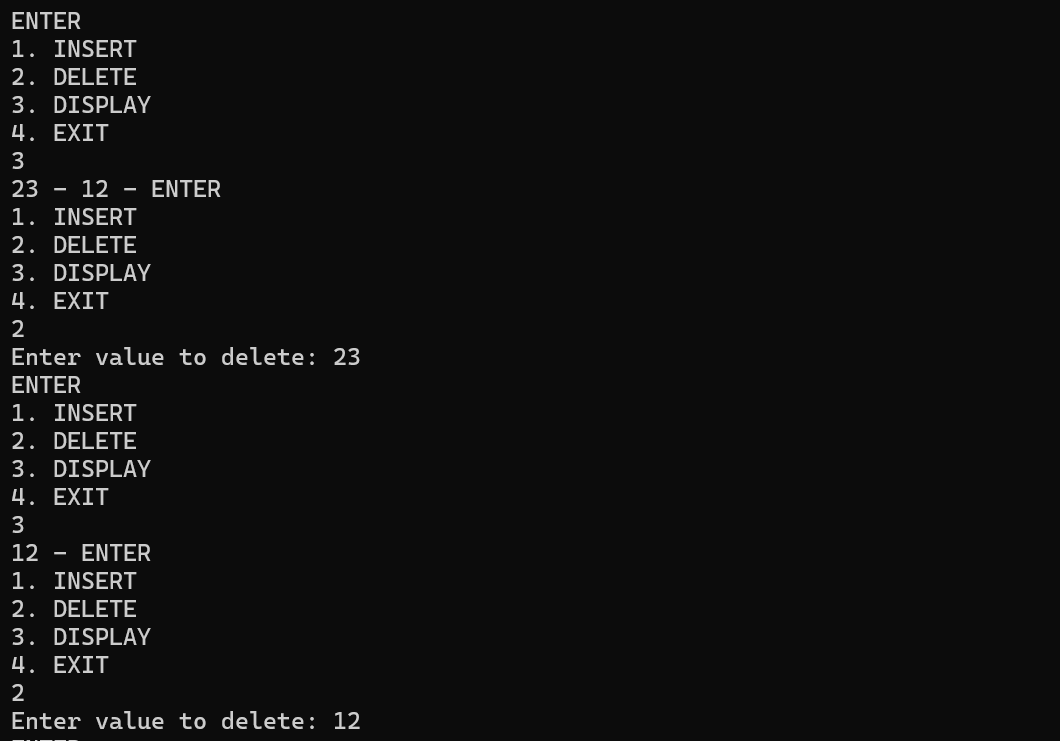 ENTER
1. INSERT
2. DELETE
3. DISPLAY
4. EXIT
3
23 - 12 - ENTER
1. INSERT
2. DELETE
3. DISPLAY
4. EXIT
2
Enter value to delete: 23
ENTER
1. INSERT
2. DELETE
3. DISPLAY
4. EXIT
3
12 - ENTER
1. INSERT
2. DELETE
3. DISPLAY
4. EXIT
2
Enter value to delete: 12